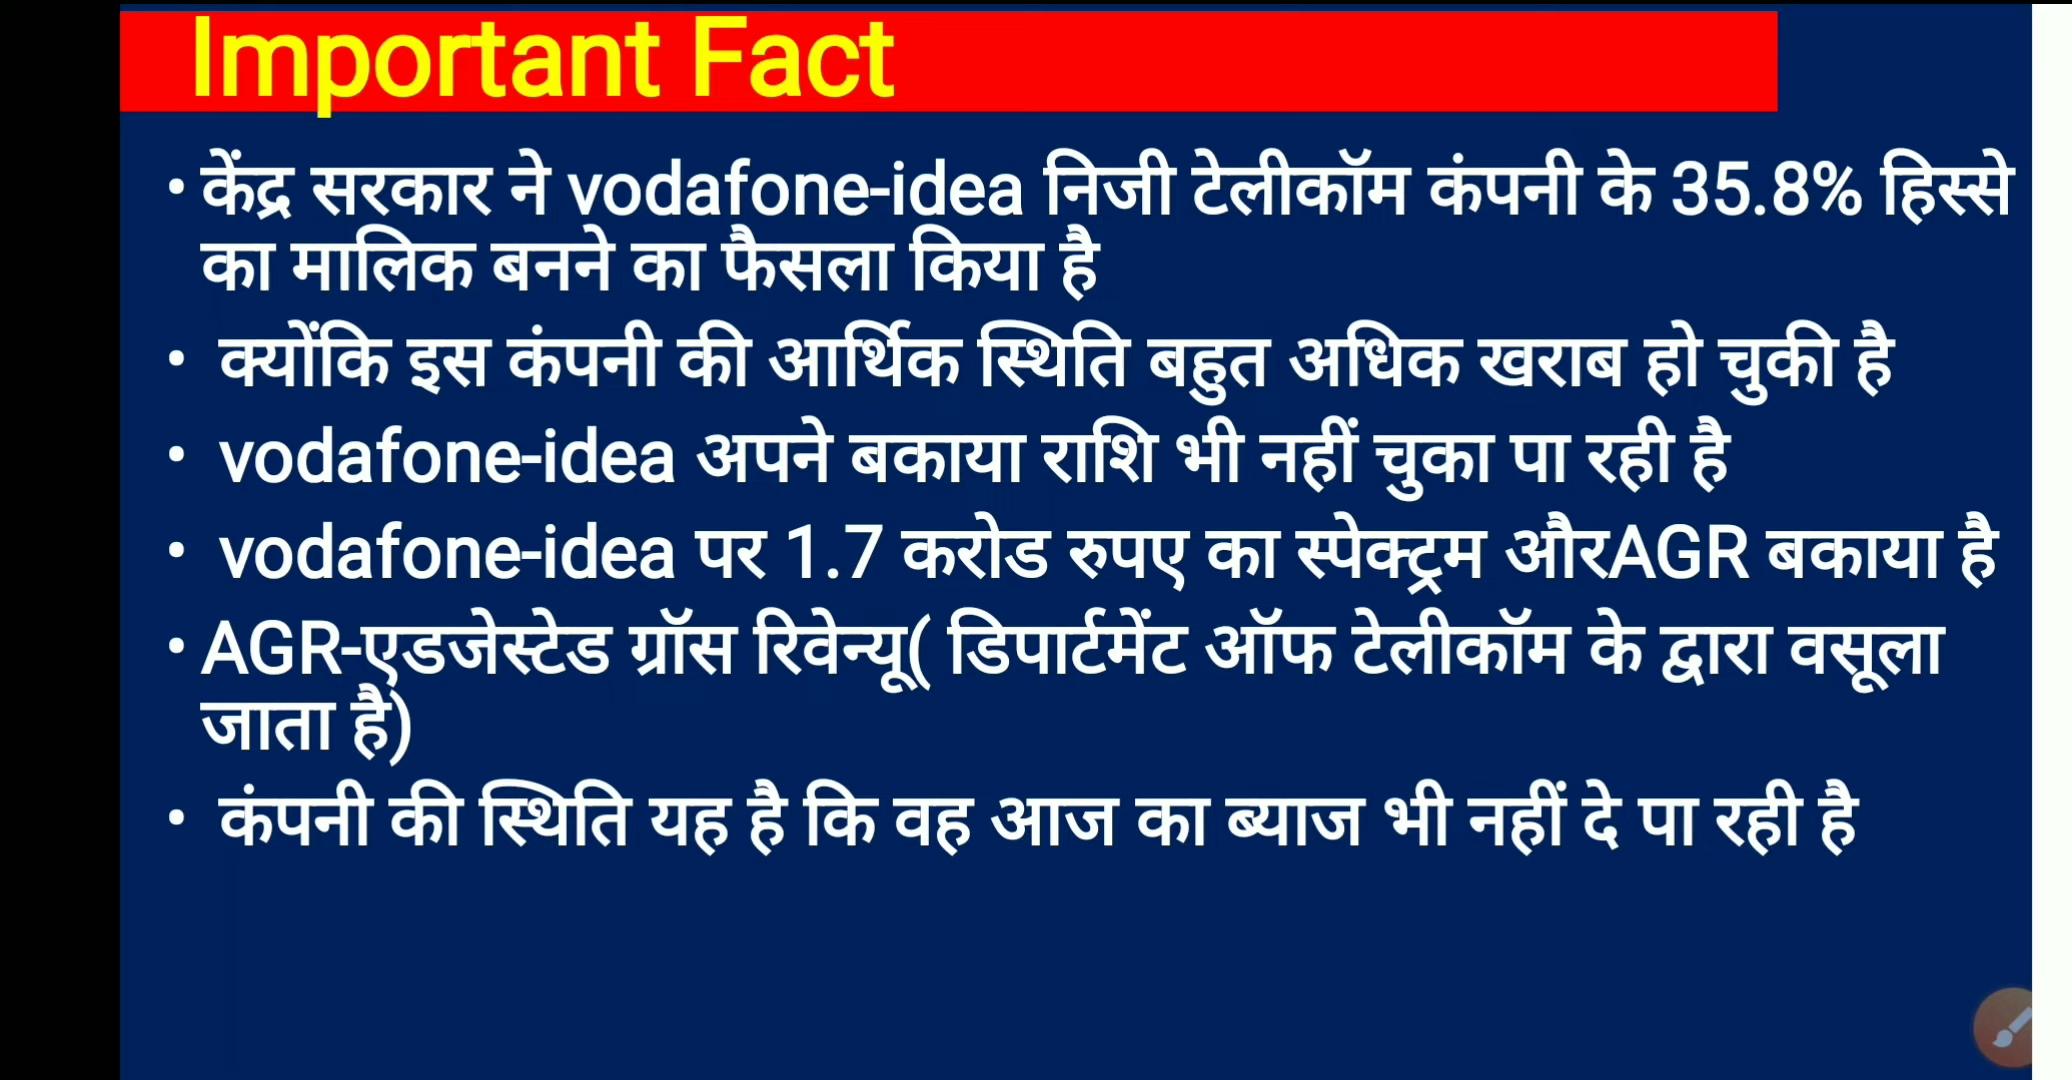 Important Fact
• केंद्र सरकार ने vodafone-idea निजी टेलीकॉम कंपनी के 35.8% हिस्से
का मालिक बनने का फैसला किया है
• क्योंकि इस कंपनी की आर्थिक स्थिति बहुत अधिक खराब हो चुकी है
• vodafone-idea अपने बकाया राशि भी नहीं चुका पा रही है
• vodafone-idea पर 1.7 करोड रुपए का स्पेक्ट्रम औरAGR बकाया है
• AGR-एडजेस्टेड ग्रॉस रिवेन्यू( डिपार्टमेंट ऑफ टेलीकॉम के द्वारा वसूला
जाता है)
• कंपनी की स्थिति यह है कि वह आज का ब्याज भी नहीं दे पा रही है